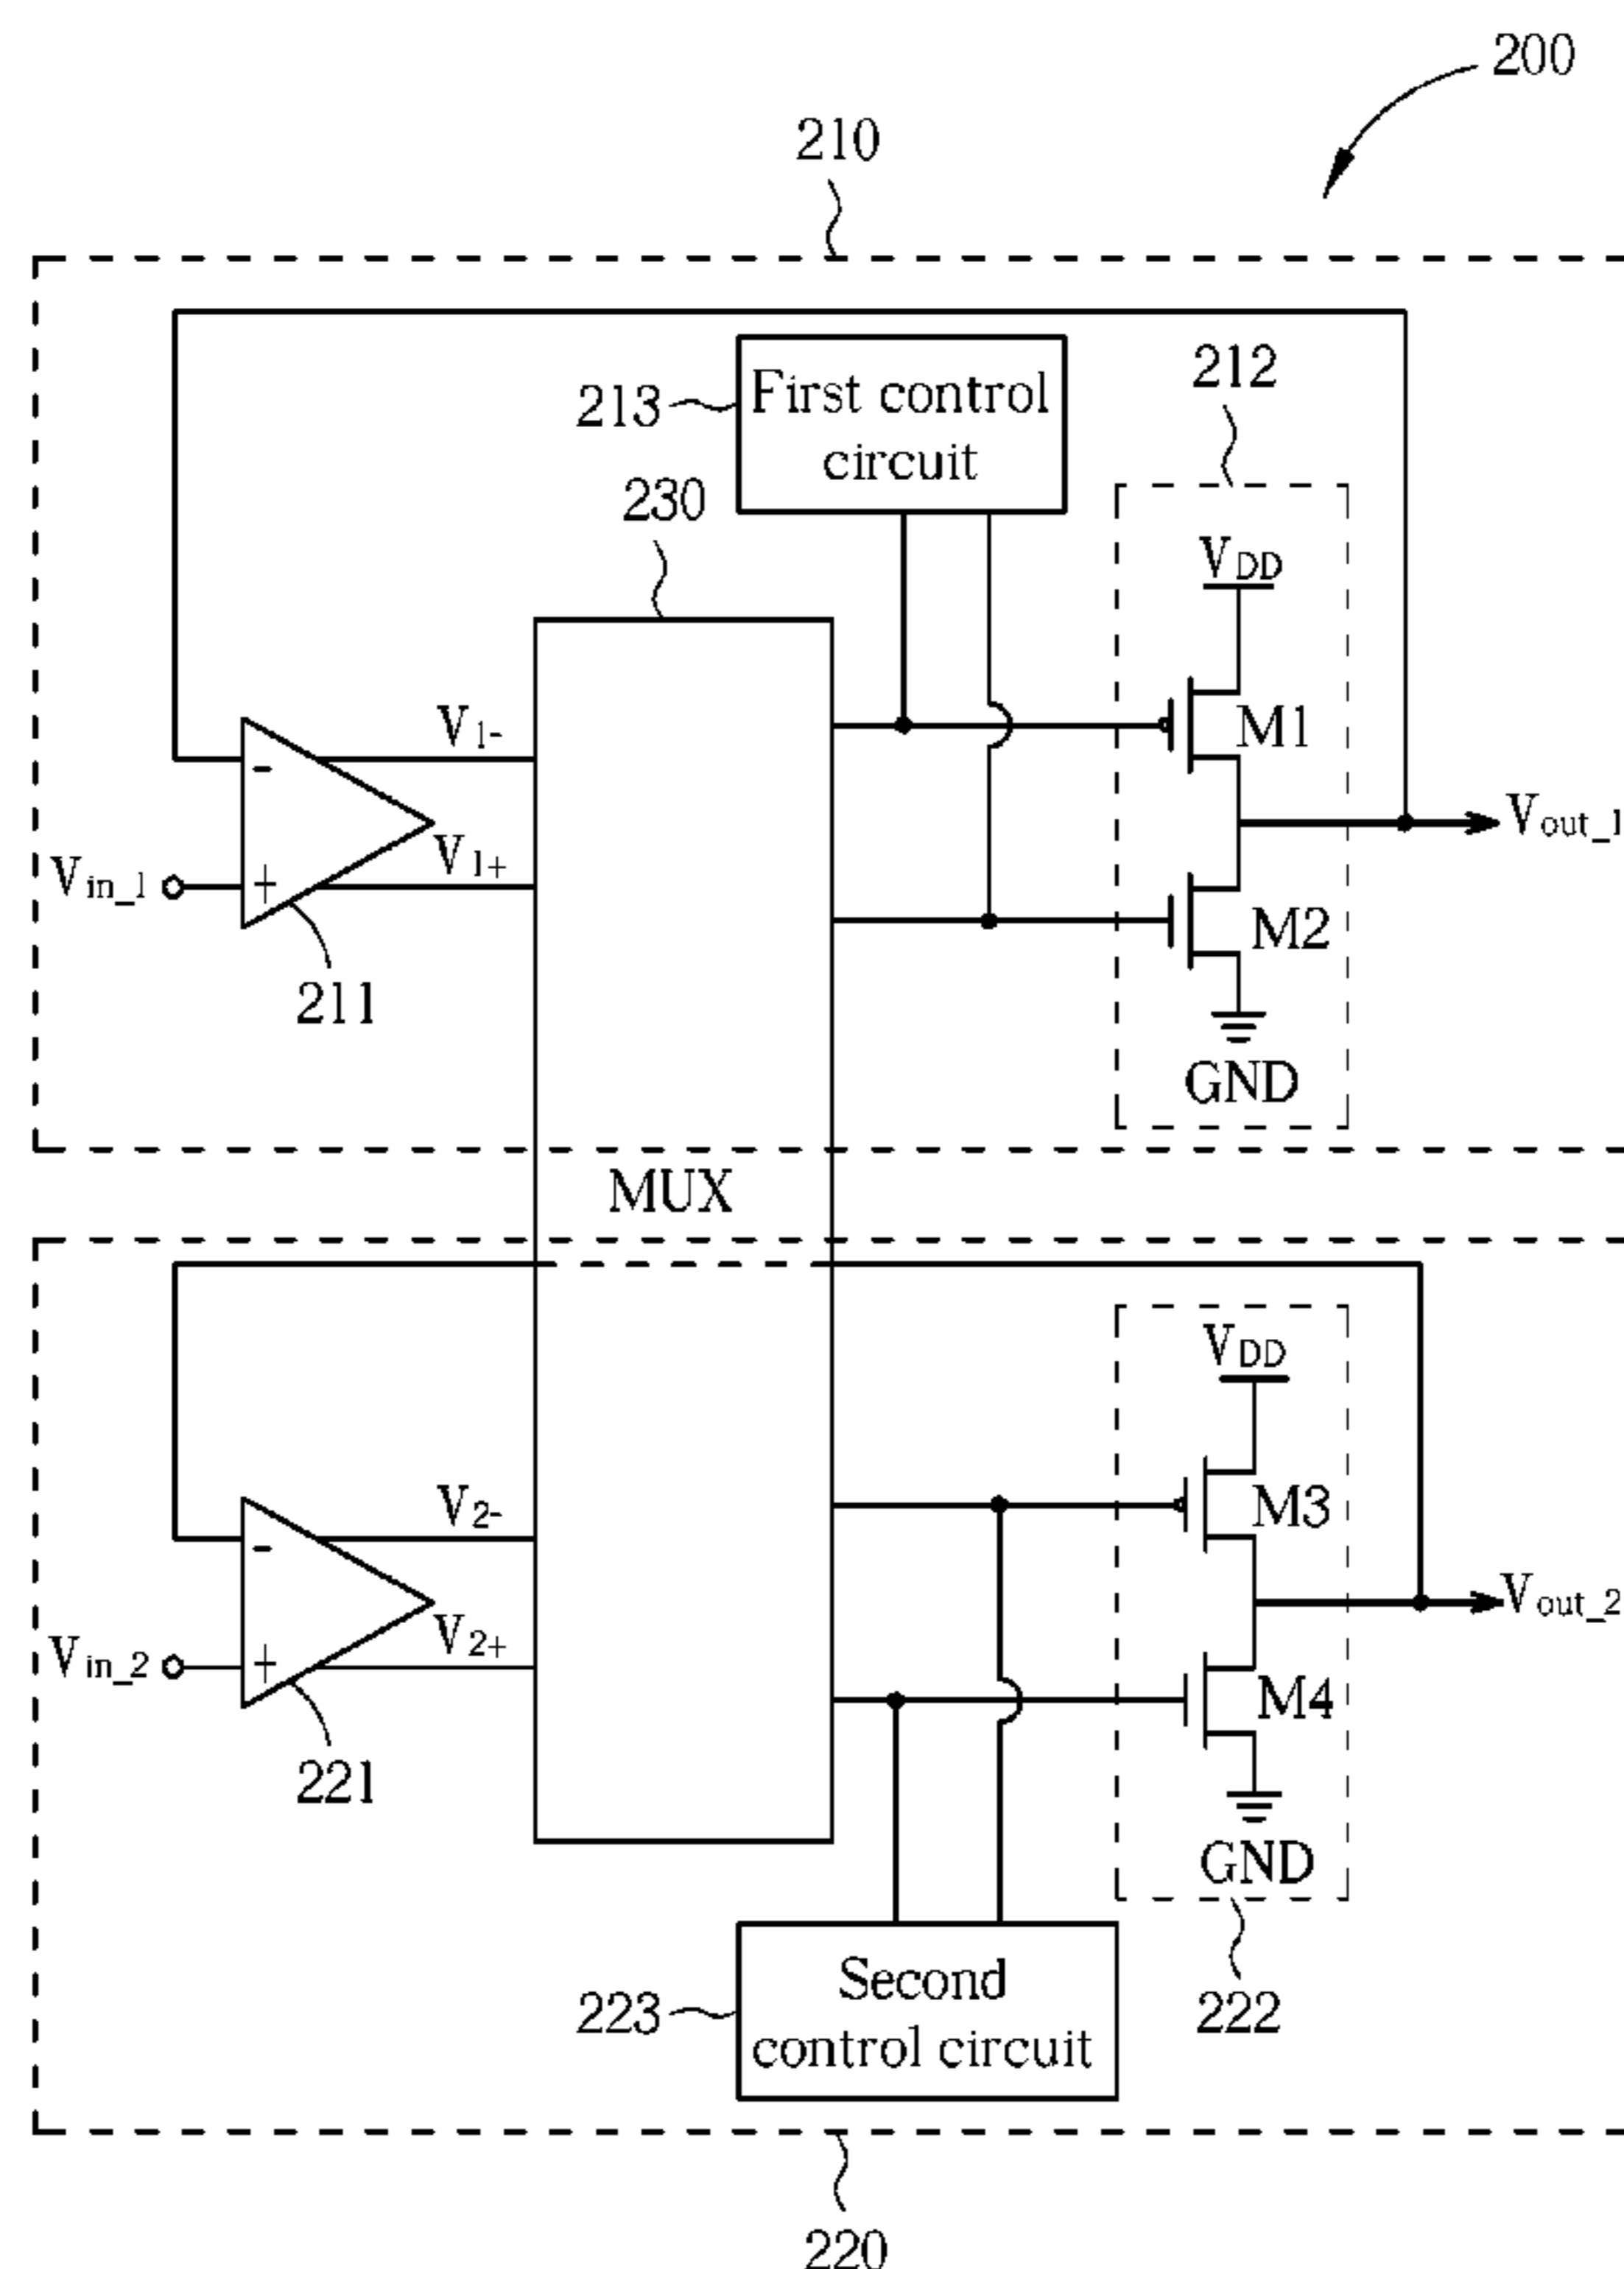 200
210
212
213
First control
circuit
230
VDD
V1-
M1
Vout_1
V1+
Vin_1
M2
211
GND
MUX
VDD
V2-
M3
Vout_2
V2+
Vin_2
M4
221
GND
Second
control circuit
223
222
220